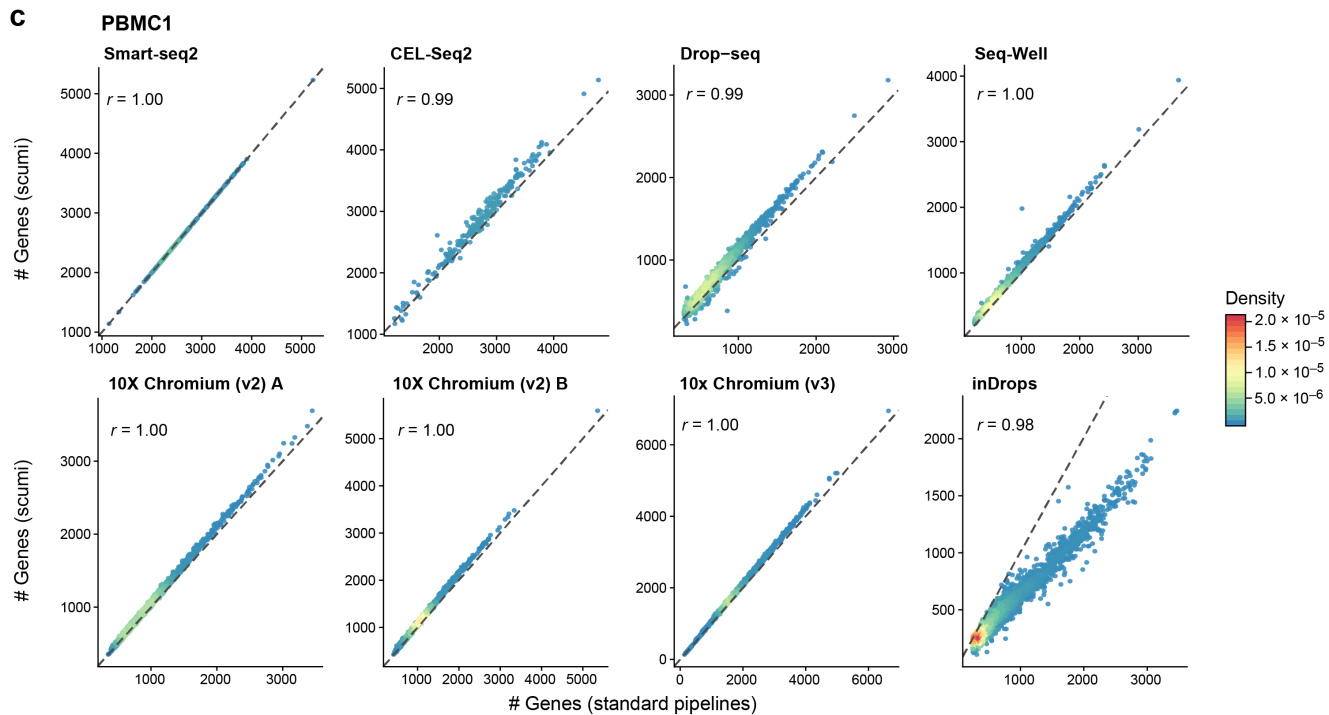 c
PBMC1
Smart-seq2
r = 1.00
5000
4000
3000
2000
1000
1000 2000 3000 4000 5000
CEL-Seq2
r = 0.99
5000
4000
3000
2000
1000
2000 3000 4000
Drop−seq
r = 0.99
3000
2000
1000
1000 2000 3000
Seq-Well
r = 1.00
4000
3000
2000
1000
1000 2000 3000
# Genes (scumi)
Density
2.0 × 10⁻⁵
1.5 × 10⁻⁵
1.0 × 10⁻⁵
5.0 × 10⁻⁶
10X Chromium (v2) A
r = 1.00
3000
2000
1000
1000 2000 3000
10X Chromium (v2) B
r = 1.00
5000
4000
3000
2000
1000
1000 2000 3000 4000 5000
10x Chromium (v3)
r = 1.00
6000
4000
2000
0
0 2000 4000 6000
inDrops
r = 0.98
2000
1500
1000
500
1000 2000 3000
# Genes (scumi)
# Genes (standard pipelines)